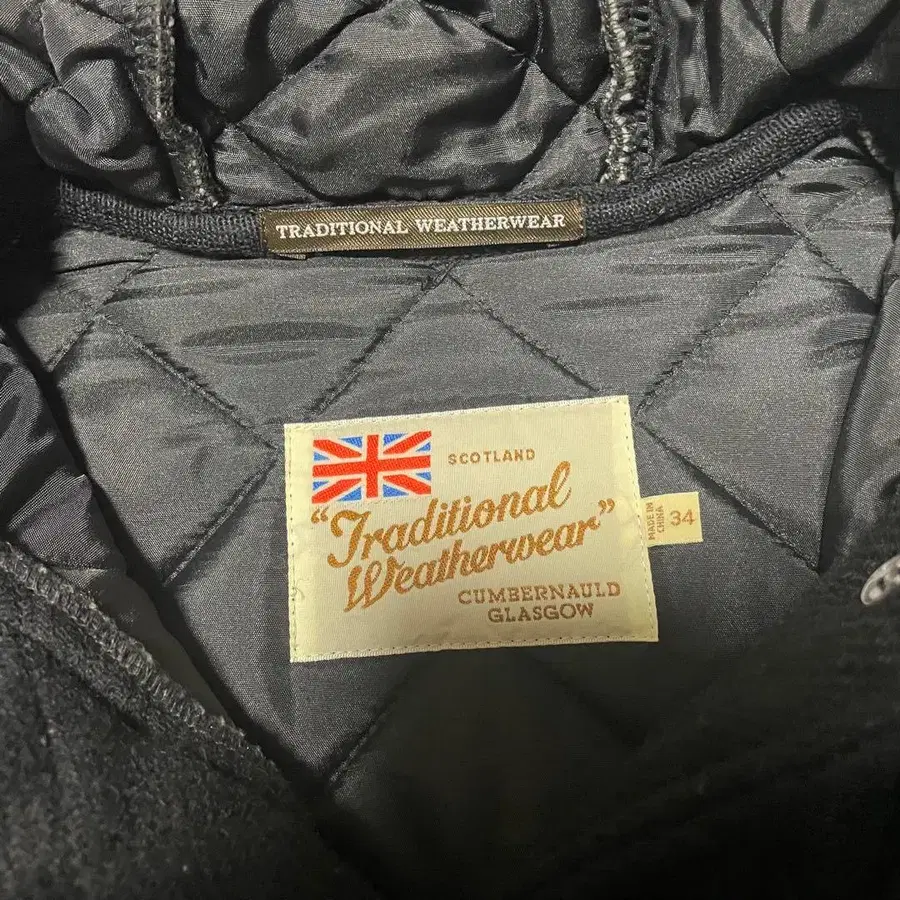 TRADITIONAL WEATHERWEAR
SCOTLAND
"Traditional
Weatherwear"
CUMBERNAULD
GLASGOW
MADE IN
CHINA
34